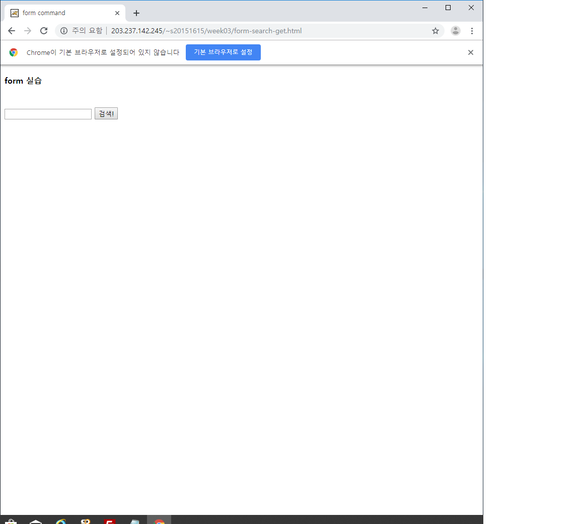 form command
주의 요함 203.237.142.245/~s20151615/week03/form-search-get.html
Chrome이 기본 브라우저로 설정되어 있지 않습니다 기본 브라우저로 설정
form 실습
검색!